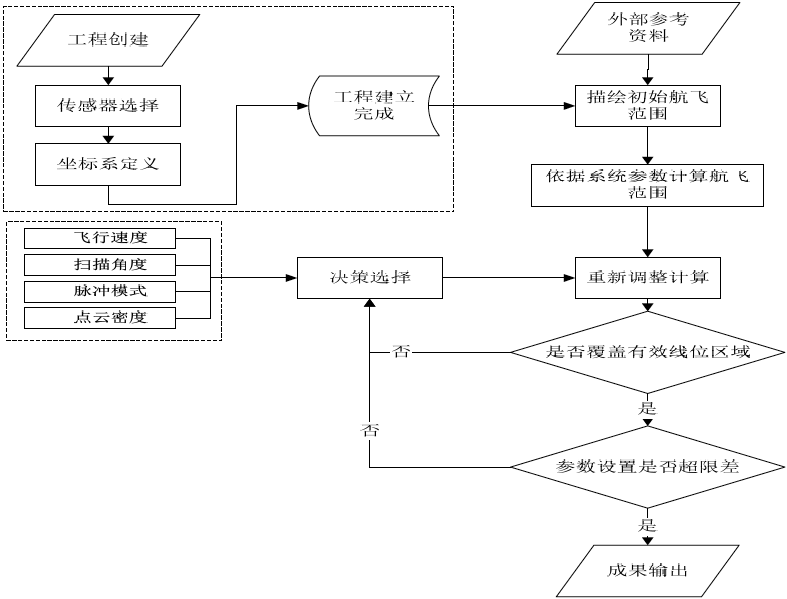 工程创建
传感器选择
坐标系定义
工程建立
完成
外部参考
资料
描绘初始航飞
范围
依据系统参数计算航飞
范围
飞行速度
扫描角度
脉冲模式
点云密度
决策选择
重新调整计算
是否覆盖有效线位区域
否
是
否
参数设置是否超限差
是
成果输出